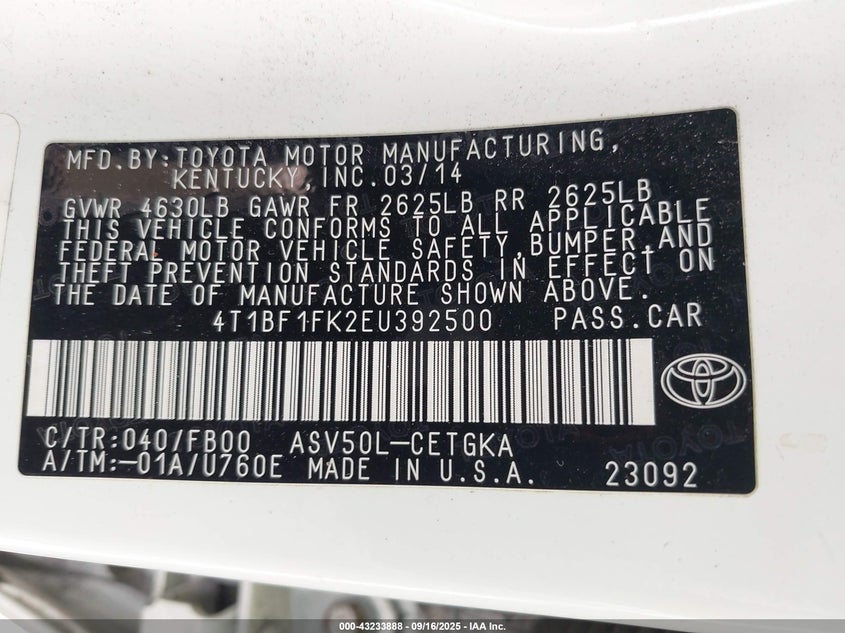 MFD.BY:TOYOTA MOTOR MANUFACTURING,
KENTUCKY,INC.03/14
GVWR 4630LB GAWR FR 2625LB RR 2625LB
THIS VEHICLE CONFORMS TO ALL APPLICABLE
FEDERAL MOTOR VEHICLE SAFETY,BUMPER,AND
THEFT PREVENTION STANDARDS IN EFFECT ON
THE DATE OF MANUFACTURE SHOWN ABOVE.
4T1BF1FK2EU392500 PASS.CAR
C/TR:040/FB00 ASV50L-CETGKA
A/TM:-01A/U760E MADE IN U.S.A. 23092
000-43233888 - 09/16/2025 - IAA Inc.